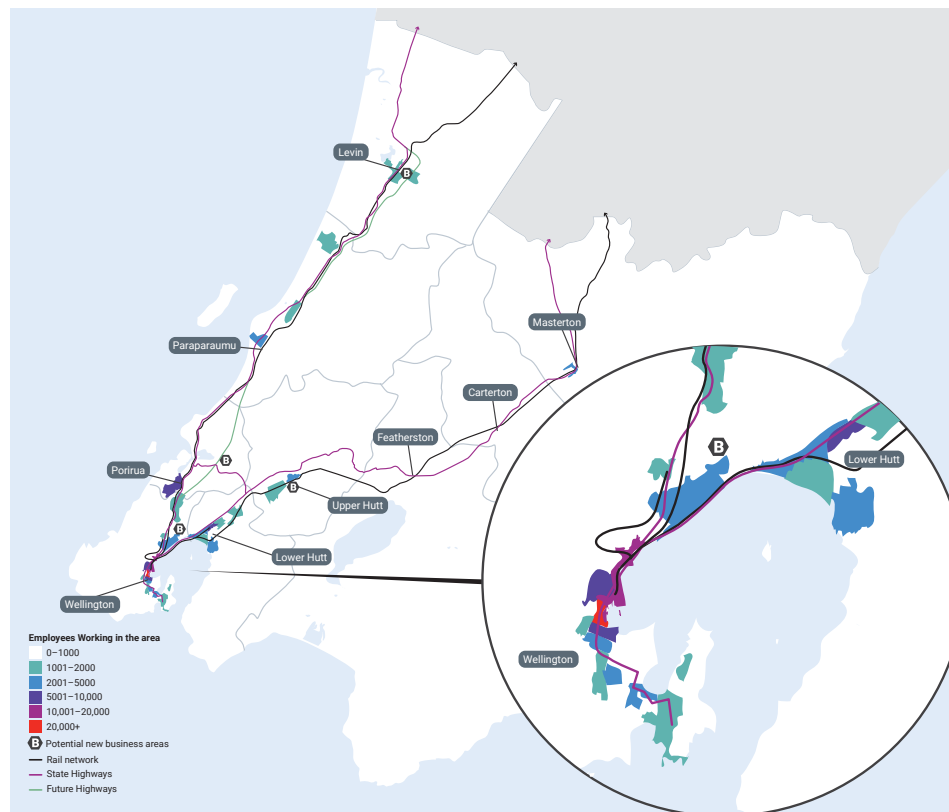 Levin
B
Masterton
Paraparaumu
Carterton
Featherston
B
B
Porirua
B
Upper Hutt
Lower Hutt
B
Lower Hutt
Wellington
Wellington
Employees Working in the area
0–1000
1001–2000
2001–5000
5001–10,000
10,001–20,000
20,000+
B Potential new business areas
Rail network
State Highways
Future Highways